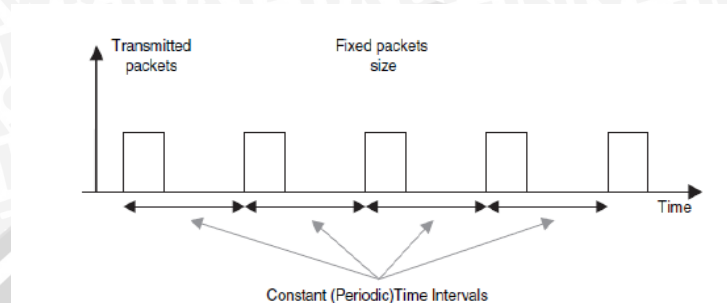 Transmitted
packets
Fixed packets
size
Time
Constant (Periodic)Time Intervals